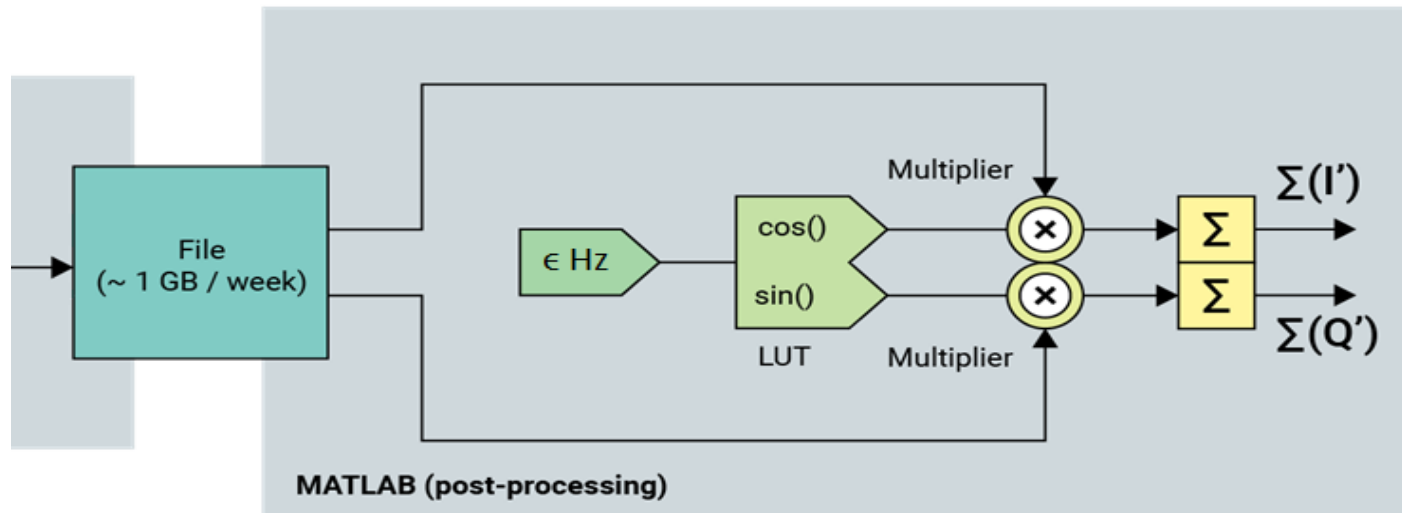 Multiplier
Σ(I’)
cos()
×
Σ
File
(~ 1 GB / week)
ϵ Hz
sin()
×
Σ
Σ(Q’)
LUT
Multiplier
MATLAB (post-processing)